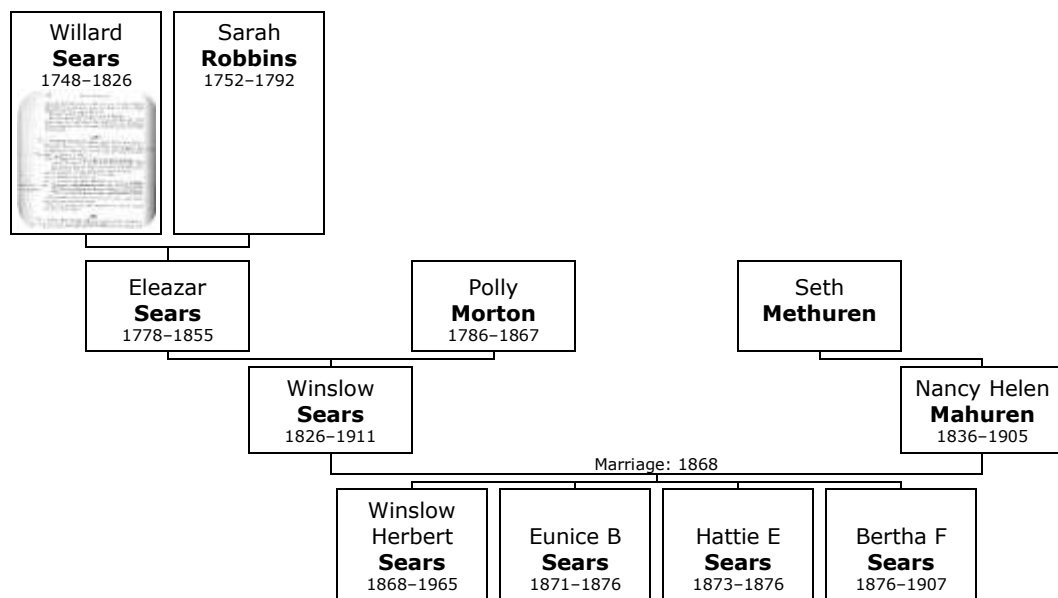 Willard
Sears
1748–1826
Sarah
Robbins
1752–1792
Eleazar
Sears
1778–1855
Polly
Morton
1786–1867
Seth
Methuren
Winslow
Sears
1826–1911
Nancy Helen
Mahuren
1836–1905
Marriage: 1868
Winslow
Herbert
Sears
1868–1965
Eunice B
Sears
1871–1876
Hattie E
Sears
1873–1876
Bertha F
Sears
1876–1907